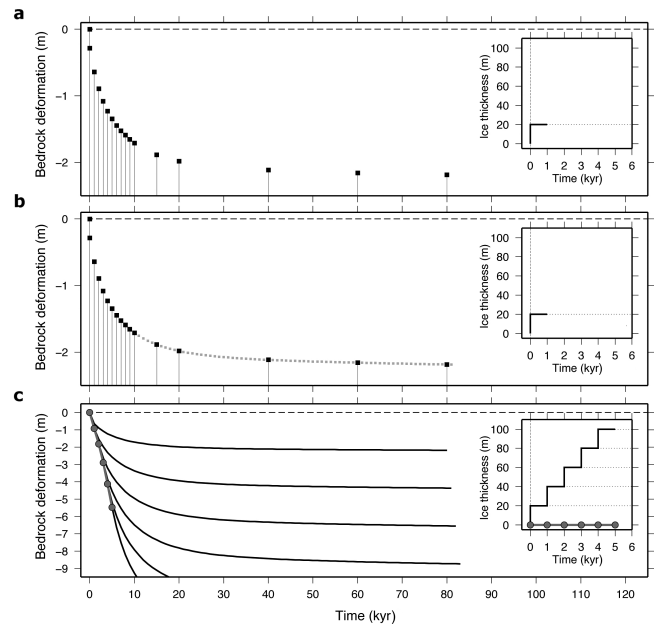 a
0
−1
−2
Bedrock deformation (m)
100
80
60
40
20
0
Ice thickness (m)
0 1 2 3 4 5 6
Time (kyr)
b
0
−1
−2
Bedrock deformation (m)
100
80
60
40
20
0
Ice thickness (m)
0 1 2 3 4 5 6
Time (kyr)
c
0
−1
−2
−3
−4
−5
−6
−7
−8
−9
Bedrock deformation (m)
100
80
60
40
20
0
Ice thickness (m)
0 1 2 3 4 5 6
Time (kyr)
0 10 20 30 40 50 60 70 80 90 100 110 120
Time (kyr)